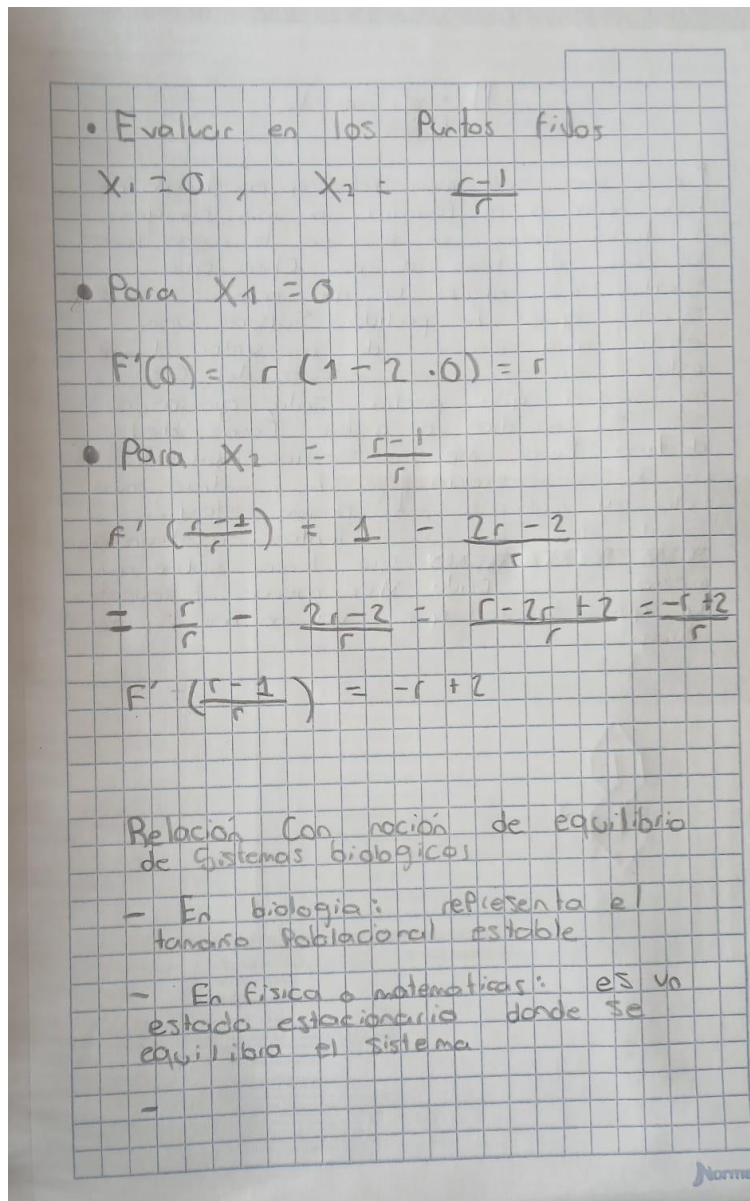 • Evaluar en los Puntos fijos
X₁ = 0 , X₂ = (r-1)/r
• Para X₁ = 0
F'(0) = r (1 - 2 · 0) = r
• Para X₂ = (r-1)/r
F' ((r-1)/r) = 1 - (2r-2)/r
= r/r - (2r-2)/r = (r-2r+2)/r = (-r+2)/r
F' ((r-1)/r) = -r + 2
Relación Con noción de equilibrio
de Sistemas biologicos
- En biologia: representa el
tamaño Poblacional estable
- En física o matematicas: es un
estado estacionario donde se
equilibra el sistema
-
Norma